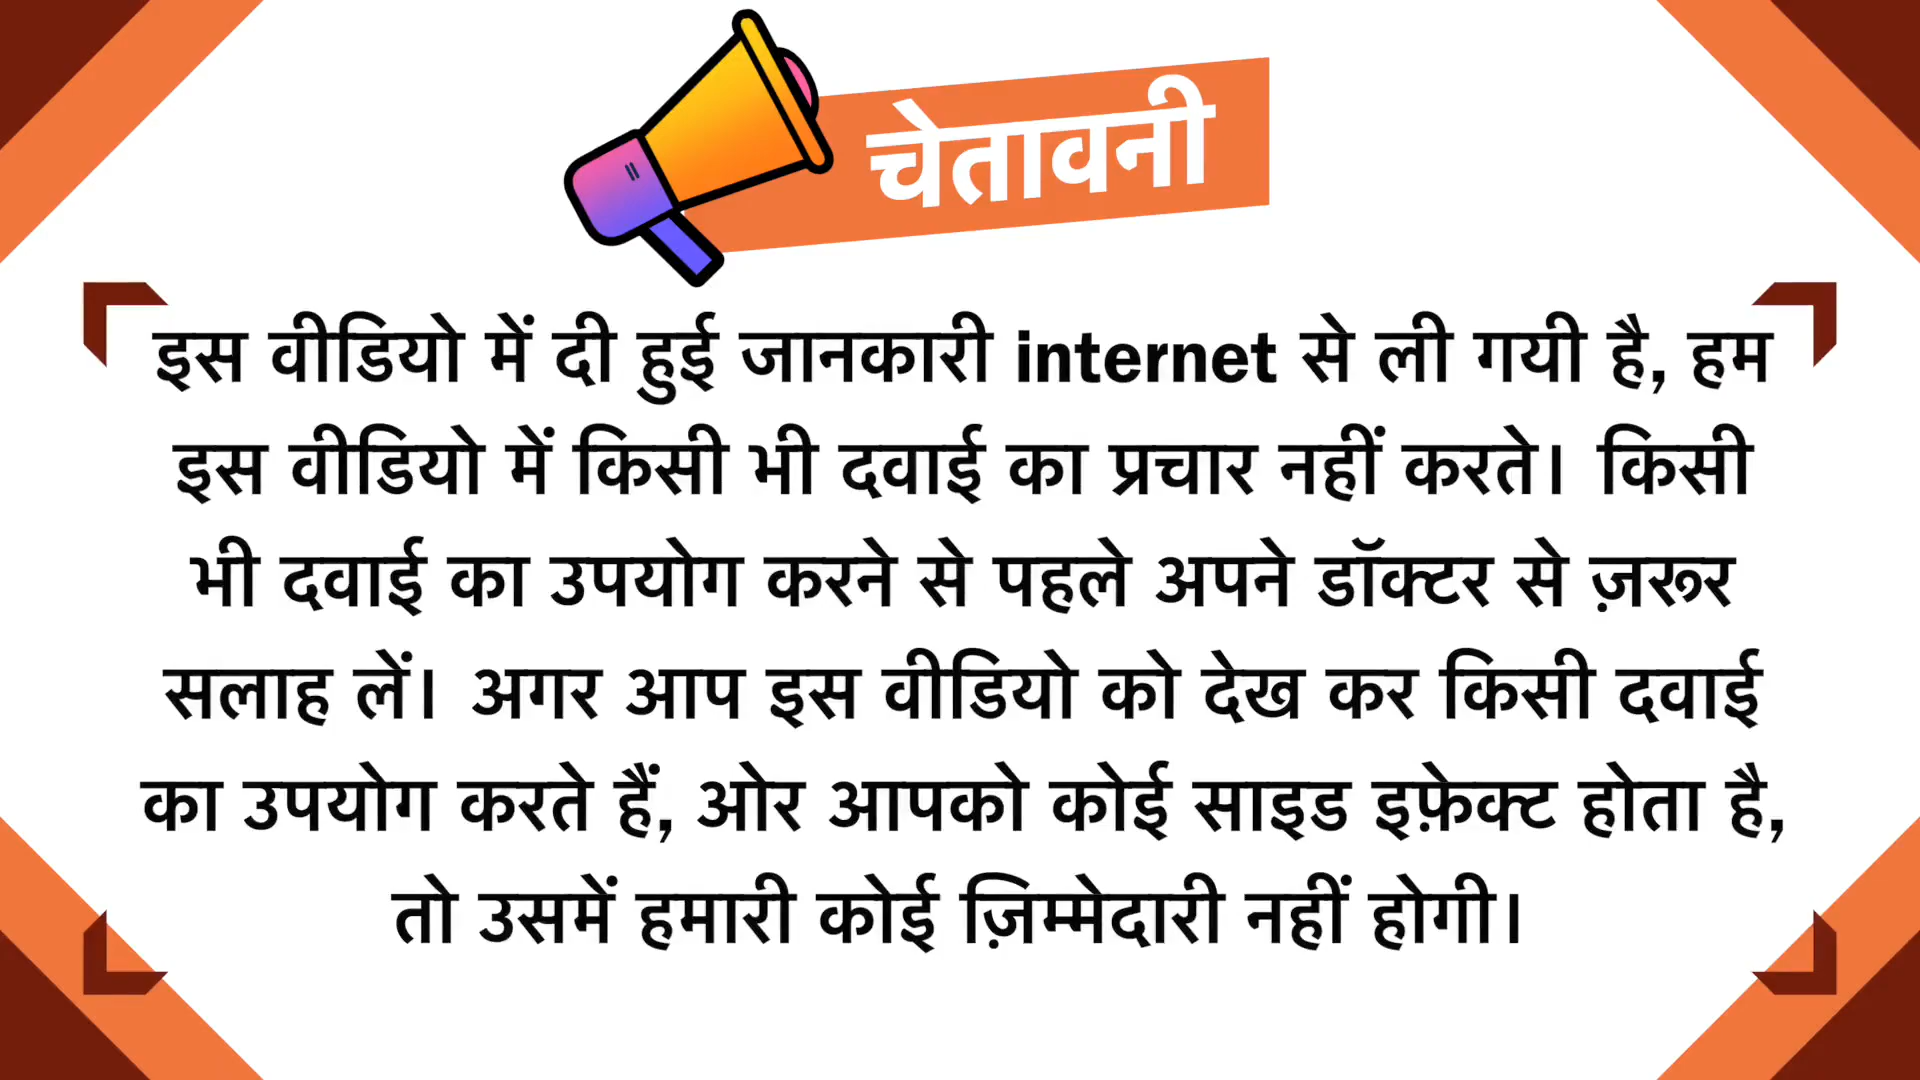 चेतावनी
इस वीडियो में दी हुई जानकारी internet से ली गयी है, हम
इस वीडियो में किसी भी दवाई का प्रचार नहीं करते। किसी
भी दवाई का उपयोग करने से पहले अपने डॉक्टर से ज़रूर
सलाह लें। अगर आप इस वीडियो को देख कर किसी दवाई
का उपयोग करते हैं, ओर आपको कोई साइड इफ़ेक्ट होता है,
तो उसमें हमारी कोई ज़िम्मेदारी नहीं होगी।